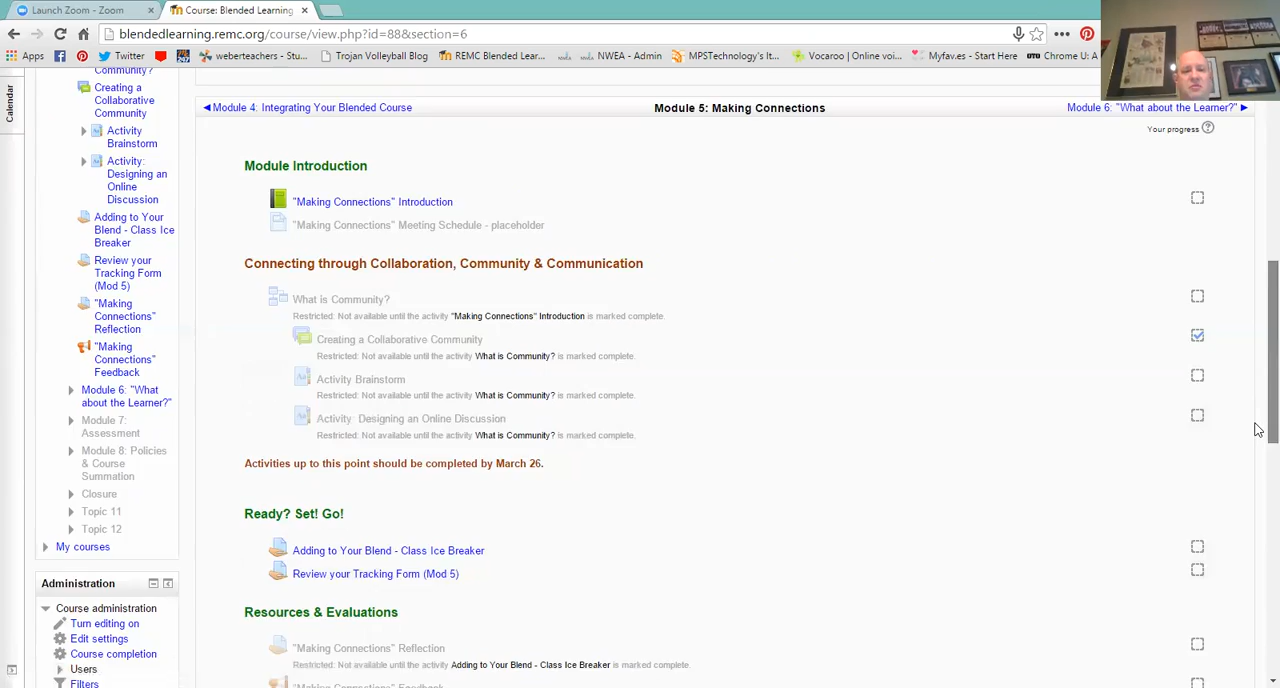 Launch Zoom - Zoom
Course: Blended Learning
blendedlearning.remc.org/course/view.php?id=88&section=6
Apps
Twitter
weberteachers - Stu...
Trojan Volleyball Blog
REMC Blended Lear...
NWEA - Admin
MPSTechnology's It...
Vocaroo | Online voi...
Myfav.es - Start Here
OTO Chrome U: A
Calendar
Community?
Creating a
Collaborative
Community
Activity
Brainstorm
Activity:
Designing an
Online
Discussion
Adding to Your
Blend - Class Ice
Breaker
Review your
Tracking Form
(Mod 5)
"Making
Connections"
Reflection
"Making
Connections"
Feedback
Module 6: "What
about the Learner?"
Module 7:
Assessment
Module 8: Policies
& Course
Summation
Closure
Topic 11
Topic 12
My courses
Administration
Course administration
Turn editing on
Edit settings
Course completion
Users
Filters
Module 4: Integrating Your Blended Course
Module 5: Making Connections
Module 6: "What about the Learner?"
Your progress
Module Introduction
"Making Connections" Introduction
"Making Connections" Meeting Schedule - placeholder
Connecting through Collaboration, Community & Communication
What is Community?
Restricted: Not available until the activity "Making Connections" Introduction is marked complete.
Creating a Collaborative Community
Restricted: Not available until the activity What is Community? is marked complete.
Activity Brainstorm
Restricted: Not available until the activity What is Community? is marked complete.
Activity: Designing an Online Discussion
Restricted: Not available until the activity What is Community? is marked complete.
Activities up to this point should be completed by March 26.
Ready? Set! Go!
Adding to Your Blend - Class Ice Breaker
Review your Tracking Form (Mod 5)
Resources & Evaluations
"Making Connections" Reflection
Restricted: Not available until the activity Adding to Your Blend - Class Ice Breaker is marked complete.
"Making Connections" Feedback